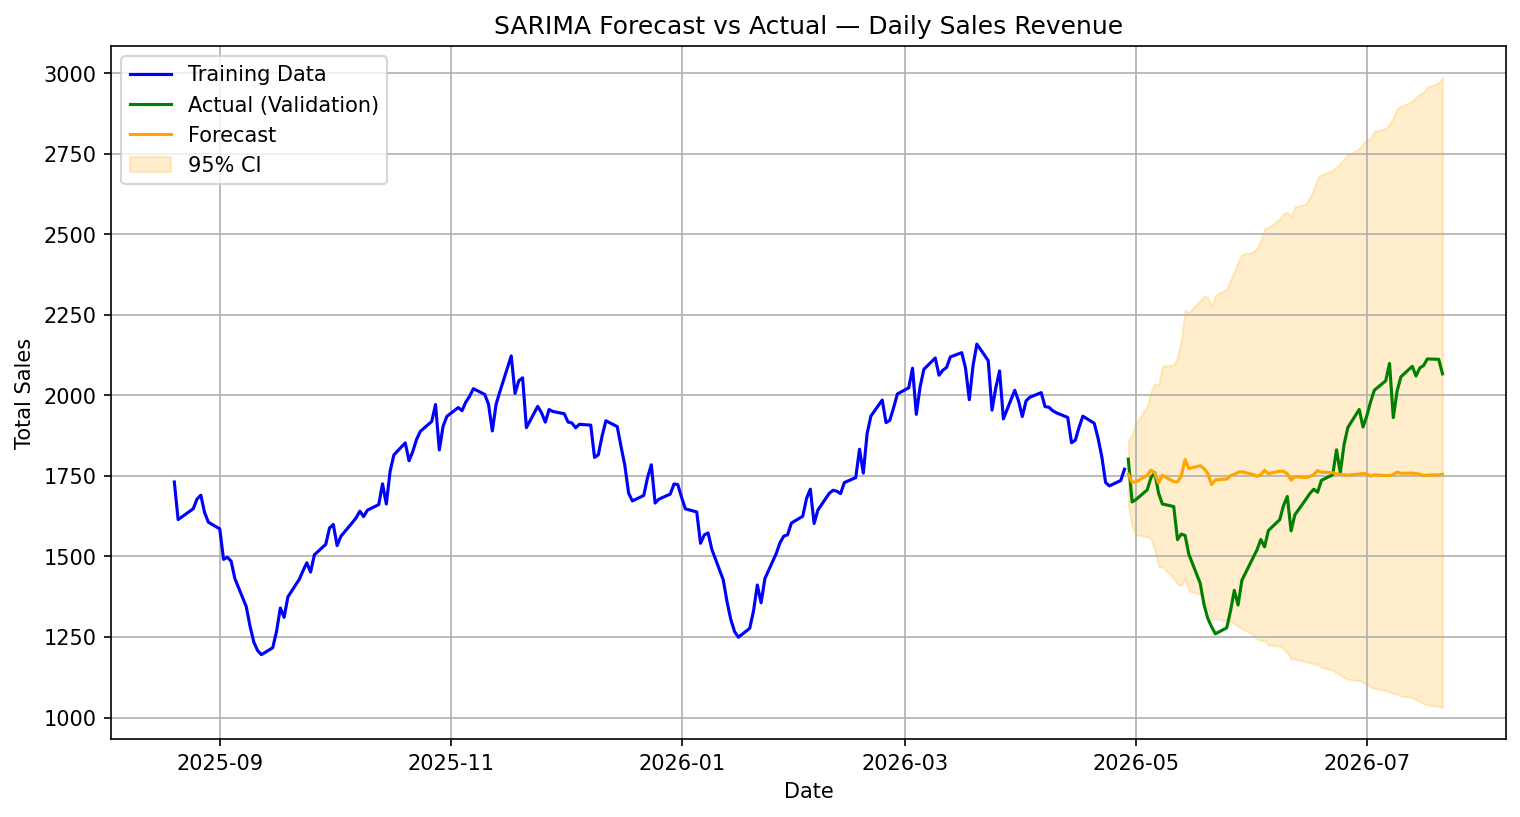 SARIMA Forecast vs Actual — Daily Sales Revenue
Training Data
Actual (Validation)
Forecast
95% CI
3000
2750
2500
2250
2000
1750
1500
1250
1000
Total Sales
2025-09
2025-11
2026-01
2026-03
2026-05
2026-07
Date